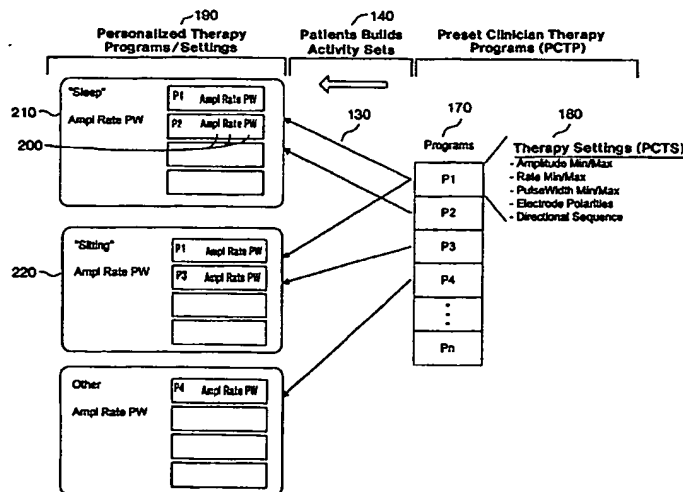 190
140
Personalized Therapy
Programs/Settings
Patients Builds
Activity Sets
Preset Clinician Therapy
Programs (PCTP)
210
"Sleep"
Ampl Rate PW
P1 Ampl Rate PW
P2 Ampl Rate PW
200
130
170
Programs
P1
P2
P3
P4
Pn
180
Therapy Settings (PCTS)
- Amplitude Min/Max
- Rate Min/Max
- PulseWidth Min/Max
- Electrode Polarities
- Directional Sequence
220
"Sitting"
Ampl Rate PW
P1 Ampl Rate PW
P3 Ampl Rate PW
Other
Ampl Rate PW
P4 Ampl Rate PW